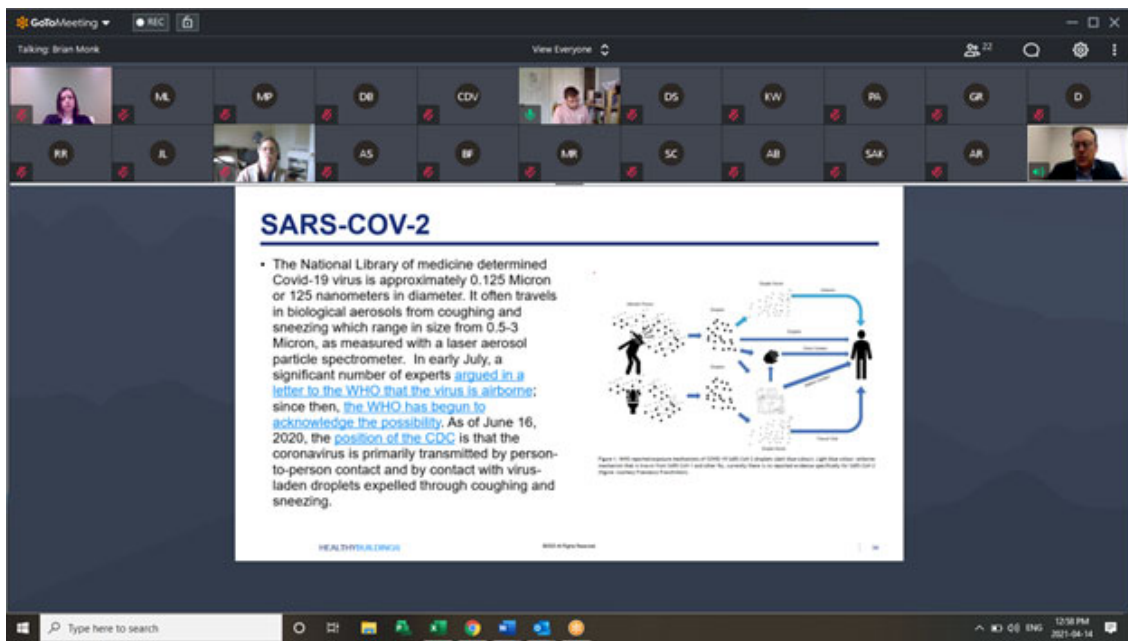 GoToMeeting
REC
Talking: Brian Monk
View Everyone
22
ML
MP
DB
CDV
DS
KW
PA
GR
D
RR
JL
AS
BF
MR
SC
AB
SAK
AR
SARS-COV-2
• The National Library of medicine determined
Covid-19 virus is approximately 0.125 Micron
or 125 nanometers in diameter. It often travels
in biological aerosols from coughing and
sneezing which range in size from 0.5-3
Micron, as measured with a laser aerosol
particle spectrometer. In early July, a
significant number of experts argued in a
letter to the WHO that the virus is airborne;
since then, the WHO has begun to
acknowledge the possibility. As of June 16,
2020, the position of the CDC is that the
coronavirus is primarily transmitted by person-
to-person contact and by contact with virus-
laden droplets expelled through coughing and
sneezing.
Droplets
Droplets
Droplets
HEALTHYBUILDINGS
All Rights Reserved
Type here to search
ENG
12:58 PM
2021-04-14